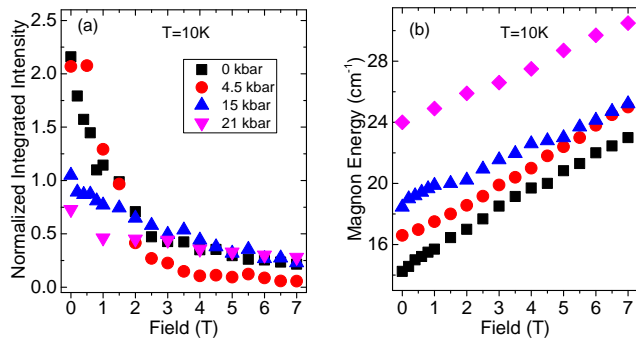 (a)
T=10K
Normalized Integrated Intensity
2.5
2.0
1.5
1.0
0.5
0.0
0 kbar
4.5 kbar
15 kbar
21 kbar
0 1 2 3 4 5 6 7
Field (T)
(b)
T=10K
Magnon Energy (cm⁻¹)
28
24
20
16
0 1 2 3 4 5 6 7
Field (T)